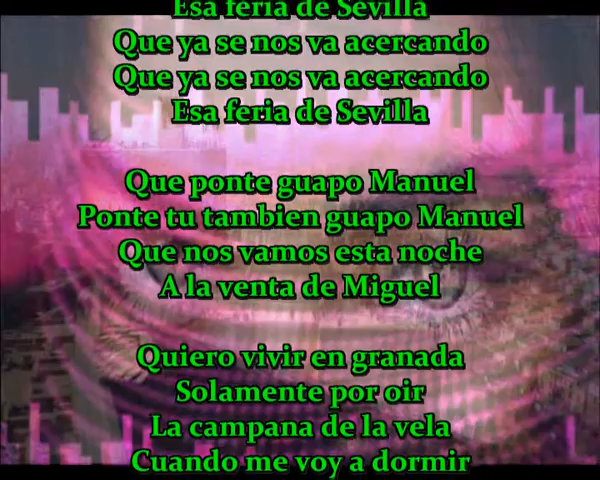 Esa feria de Sevilla
Que ya se nos va acercando
Que ya se nos va acercando
Esa feria de Sevilla
Que ponte guapo Manuel
Ponte tu tambien guapo Manuel
Que nos vamos esta noche
A la venta de Miguel
Quiero vivir en granada
Solamente por oir
La campana de la vela
Cuando me voy a dormir